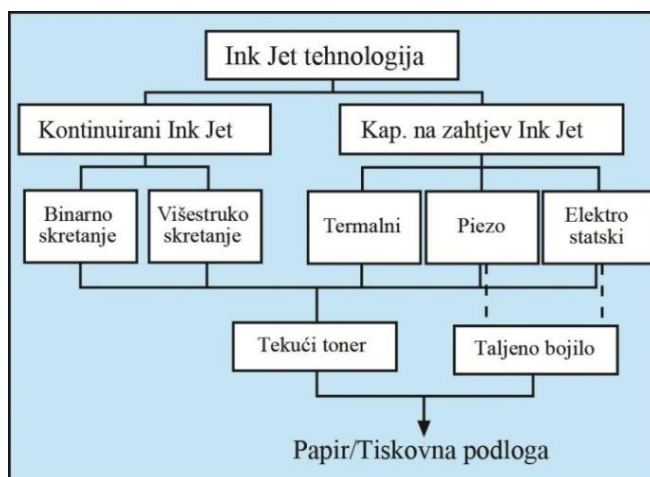 Ink Jet tehnologija
Kontinuirani Ink Jet
Kap. na zahtjev Ink Jet
Binarno
skretanje
Višestruko
skretanje
Termalni
Piezo
Elektro
statski
Tekući toner
Taljeno bojilo
Papir/Tiskovna podloga